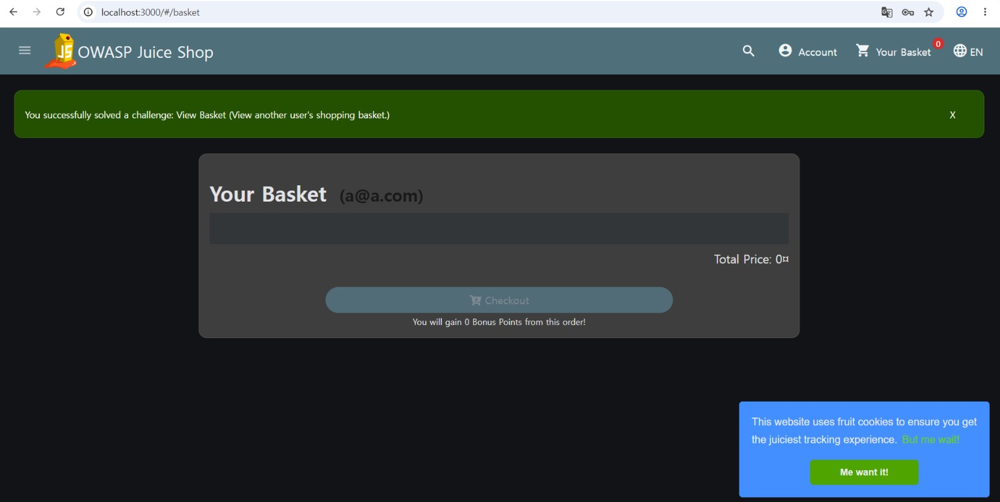 localhost:3000/#/basket
JS OWASP Juice Shop
Account
Your Basket 0
EN
You successfully solved a challenge: View Basket (View another user's shopping basket.) X
Your Basket (a@a.com)
Total Price: 0¤
Checkout
You will gain 0 Bonus Points from this order!
This website uses fruit cookies to ensure you get
the juiciest tracking experience. But me wait!
Me want it!